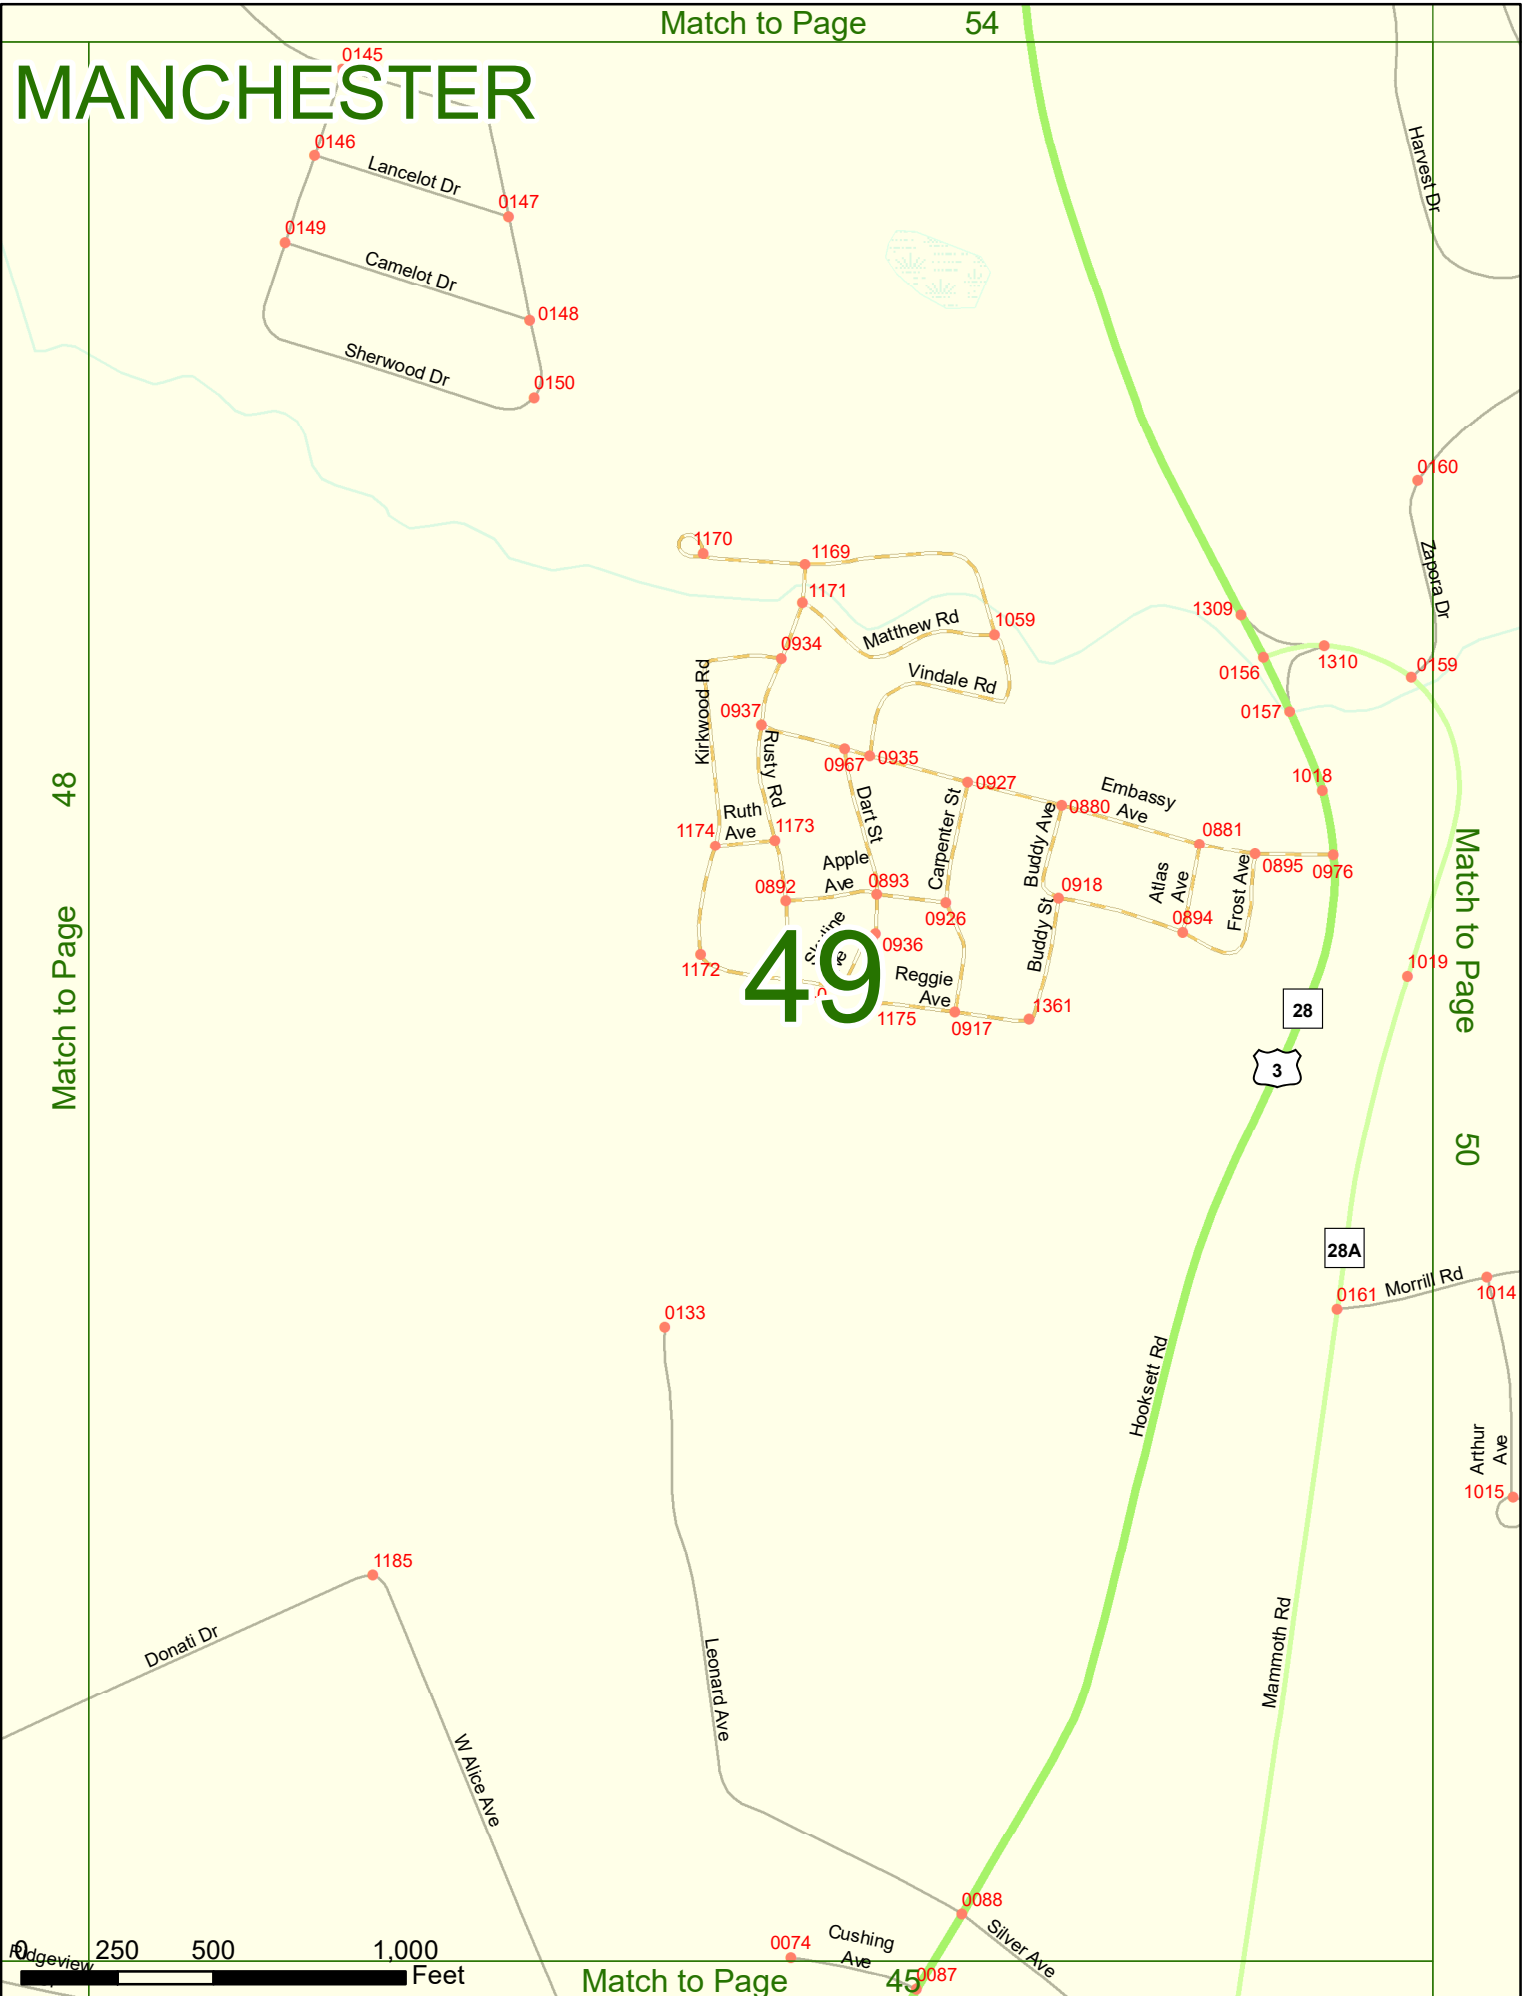 Match to Page 54
0145
MANCHESTER
0146
Lancelot Dr
0147
Harvest Dr
0149
Camelot Dr
0148
Sherwood Dr
0150
0160
1170
1169
Zapora Dr
1171
1309
Matthew Rd
1059
0934
0156
1310
0159
Kirkwood Rd
Vindale Rd
0937
0157
Rusty Rd
0967
0935
48
Match to Page
0927
1018
Embassy
Ave
Dart St
Carpenter St
Buddy Ave
0880
Ruth
Ave
1174
1173
0881
0895
0976
Match to Page
50
Apple
Ave
0892
0893
0918
Atlas
Ave
Frost Ave
0926
0894
Buddy St
0936
1172
49
Reggie
Ave
1019
1175
0917
1361
28
3
28A
Morrill Rd
0161
1014
0133
Hooksett Rd
Arthur
Ave
1015
1185
Donati Dr
Leonard Ave
Mammoth Rd
W Alice Ave
0088
Silver Ave
Cushing
Ave
0074
0087
Ridgeview
0 250 500 1,000
Feet
Match to Page 45